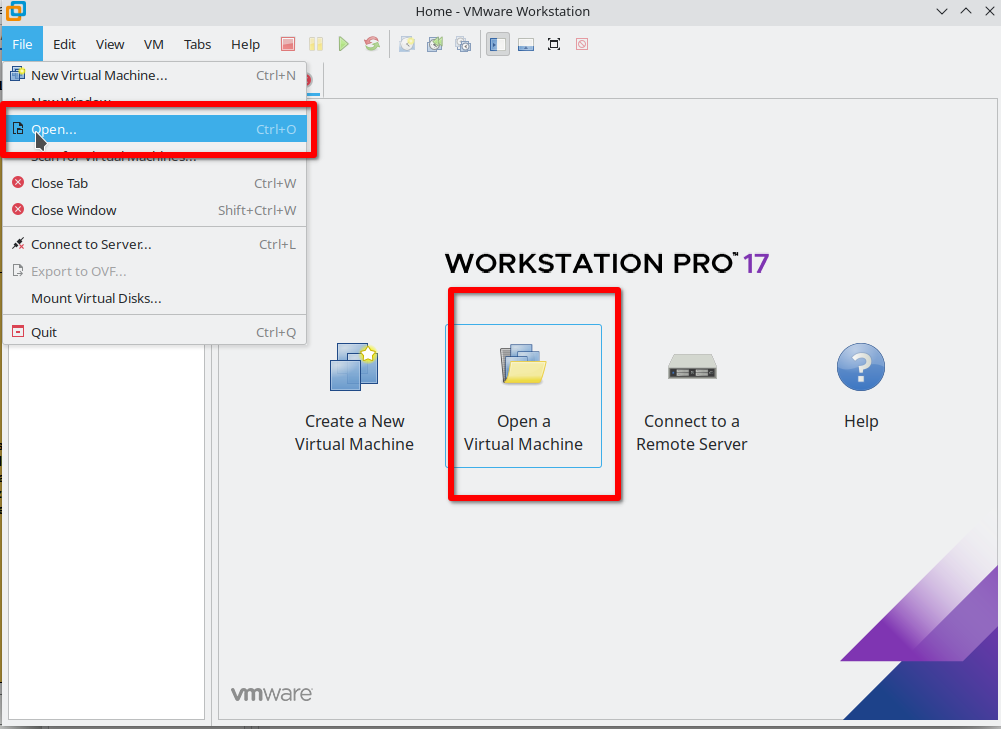 Home - VMware Workstation
File Edit View VM Tabs Help
New Virtual Machine... Ctrl+N
New Window
Open... Ctrl+O
Scan for Virtual Machines...
Close Tab Ctrl+W
Close Window Shift+Ctrl+W
Connect to Server... Ctrl+L
Export to OVF...
Mount Virtual Disks...
Quit Ctrl+Q
WORKSTATION PRO™ 17
Create a New
Virtual Machine
Open a
Virtual Machine
Connect to a
Remote Server
Help
vmware